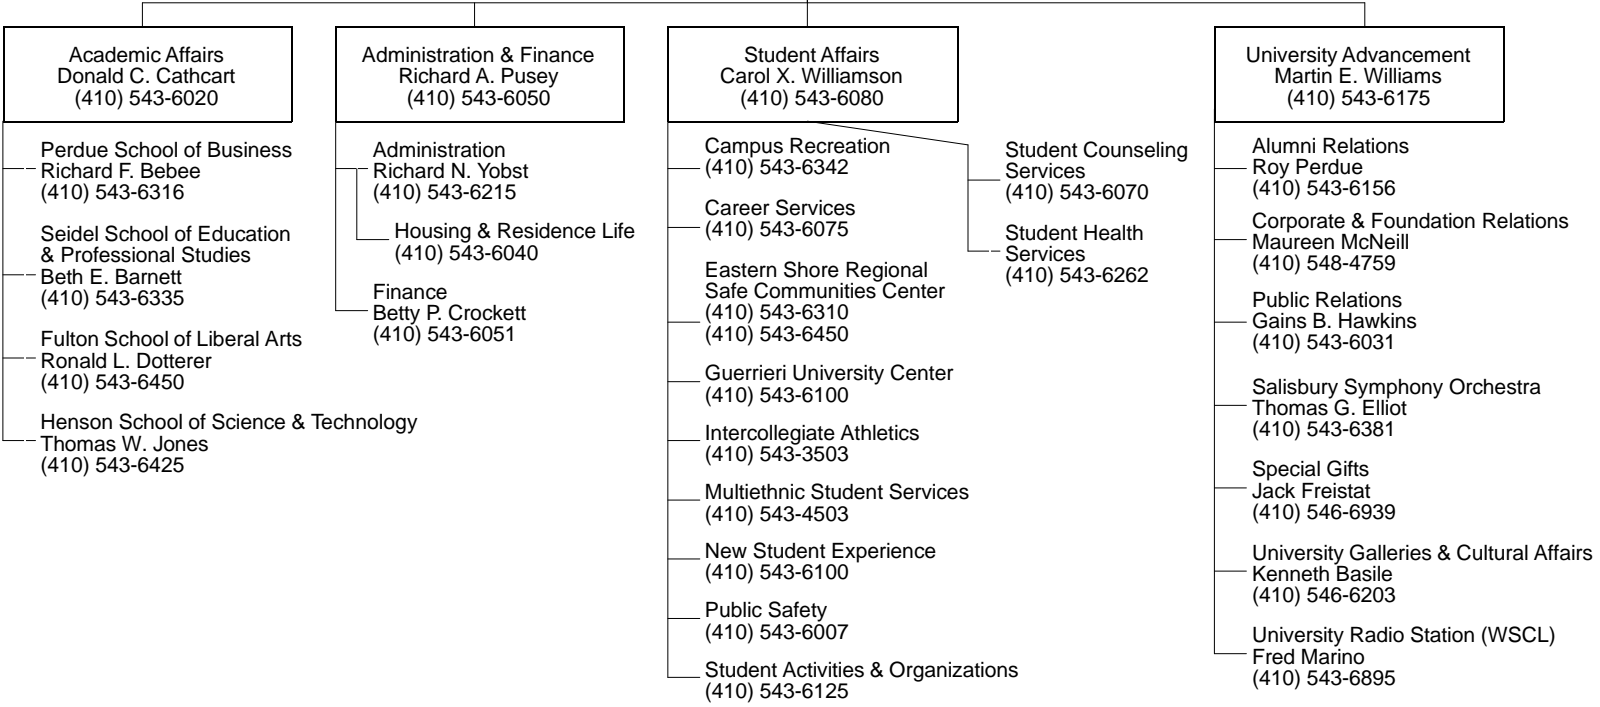 Academic Affairs
Donald C. Cathcart
(410) 543-6020
Perdue School of Business
Richard F. Bebee
(410) 543-6316
Seidel School of Education
& Professional Studies
Beth E. Barnett
(410) 543-6335
Fulton School of Liberal Arts
Ronald L. Dotterer
(410) 543-6450
Henson School of Science & Technology
Thomas W. Jones
(410) 543-6425
Administration & Finance
Richard A. Pusey
(410) 543-6050
Administration
Richard N. Yobst
(410) 543-6215
Housing & Residence Life
(410) 543-6040
Finance
Betty P. Crockett
(410) 543-6051
Student Affairs
Carol X. Williamson
(410) 543-6080
Campus Recreation
(410) 543-6342
Career Services
(410) 543-6075
Eastern Shore Regional
Safe Communities Center
(410) 543-6310
(410) 543-6450
Guerrieri University Center
(410) 543-6100
Intercollegiate Athletics
(410) 543-3503
Multiethnic Student Services
(410) 543-4503
New Student Experience
(410) 543-6100
Public Safety
(410) 543-6007
Student Activities & Organizations
(410) 543-6125
Student Counseling
Services
(410) 543-6070
Student Health
Services
(410) 543-6262
University Advancement
Martin E. Williams
(410) 543-6175
Alumni Relations
Roy Perdue
(410) 543-6156
Corporate & Foundation Relations
Maureen McNeill
(410) 548-4759
Public Relations
Gains B. Hawkins
(410) 543-6031
Salisbury Symphony Orchestra
Thomas G. Elliot
(410) 543-6381
Special Gifts
Jack Freistat
(410) 546-6939
University Galleries & Cultural Affairs
Kenneth Basile
(410) 546-6203
University Radio Station (WSCL)
Fred Marino
(410) 543-6895